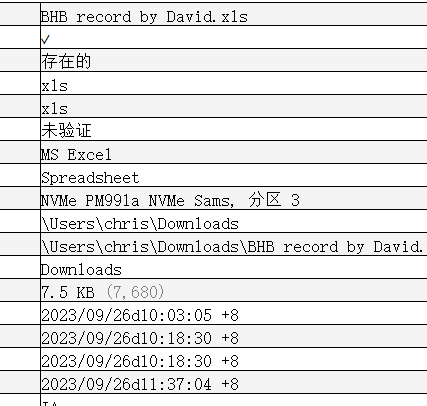 BHB record by David.xls
✓
存在的
xls
xls
未验证
MS Excel
Spreadsheet
NVMe PM991a NVMe Sams, 分区 3
\Users\chris\Downloads
\Users\chris\Downloads\BHB record by David.
Downloads
7.5 KB (7,680)
2023/09/26d10:03:05 +8
2023/09/26d10:18:30 +8
2023/09/26d10:18:30 +8
2023/09/26d11:37:04 +8